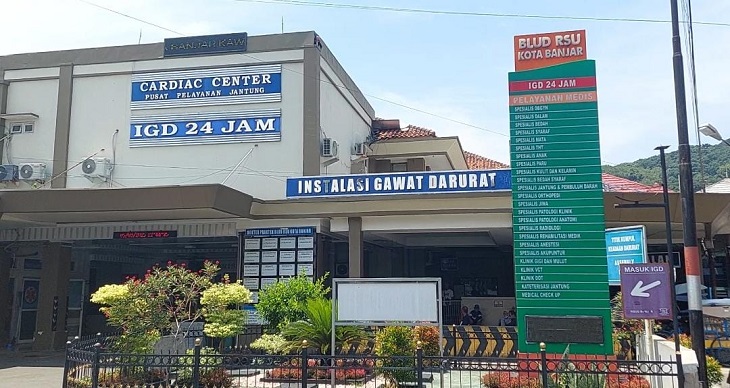 BANJAR KAW
CARDIAC CENTER
PUSAT PELAYANAN JANTUNG
IGD 24 JAM
INSTALASI GAWAT DARURAT
BLUD RSU
KOTA BANJAR
IGD 24 JAM
PELAYANAN MEDIS
SPESIALIS OBGYN
SPESIALIS DALAM
SPESIALIS BEDAH
SPESIALIS SYARAF
SPESIALIS MATA
SPESIALIS THT
SPESIALIS ANAK
SPESIALIS PARU
SPESIALIS KULIT DAN KELAMIN
SPESIALIS BEDAH SYARAF
SPESIALIS JANTUNG & PEMBULUH DARAH
SPESIALIS ORTHOPEDI
SPESIALIS JIWA
SPESIALIS PATOLOGI KLINIK
SPESIALIS PATOLOGI ANATOMI
SPESIALIS RADIOLOGI
SPESIALIS REHABILITASI MEDIK
SPESIALIS ANESTESI
SPESIALIS AKUPUNTUR
KLINIK GIGI DAN MULUT
KLINIK VCT
KLINIK DOT
KATETERISASI JANTUNG
MEDICAL CHECK UP
TITIK KUMPUL
MASUK IGD